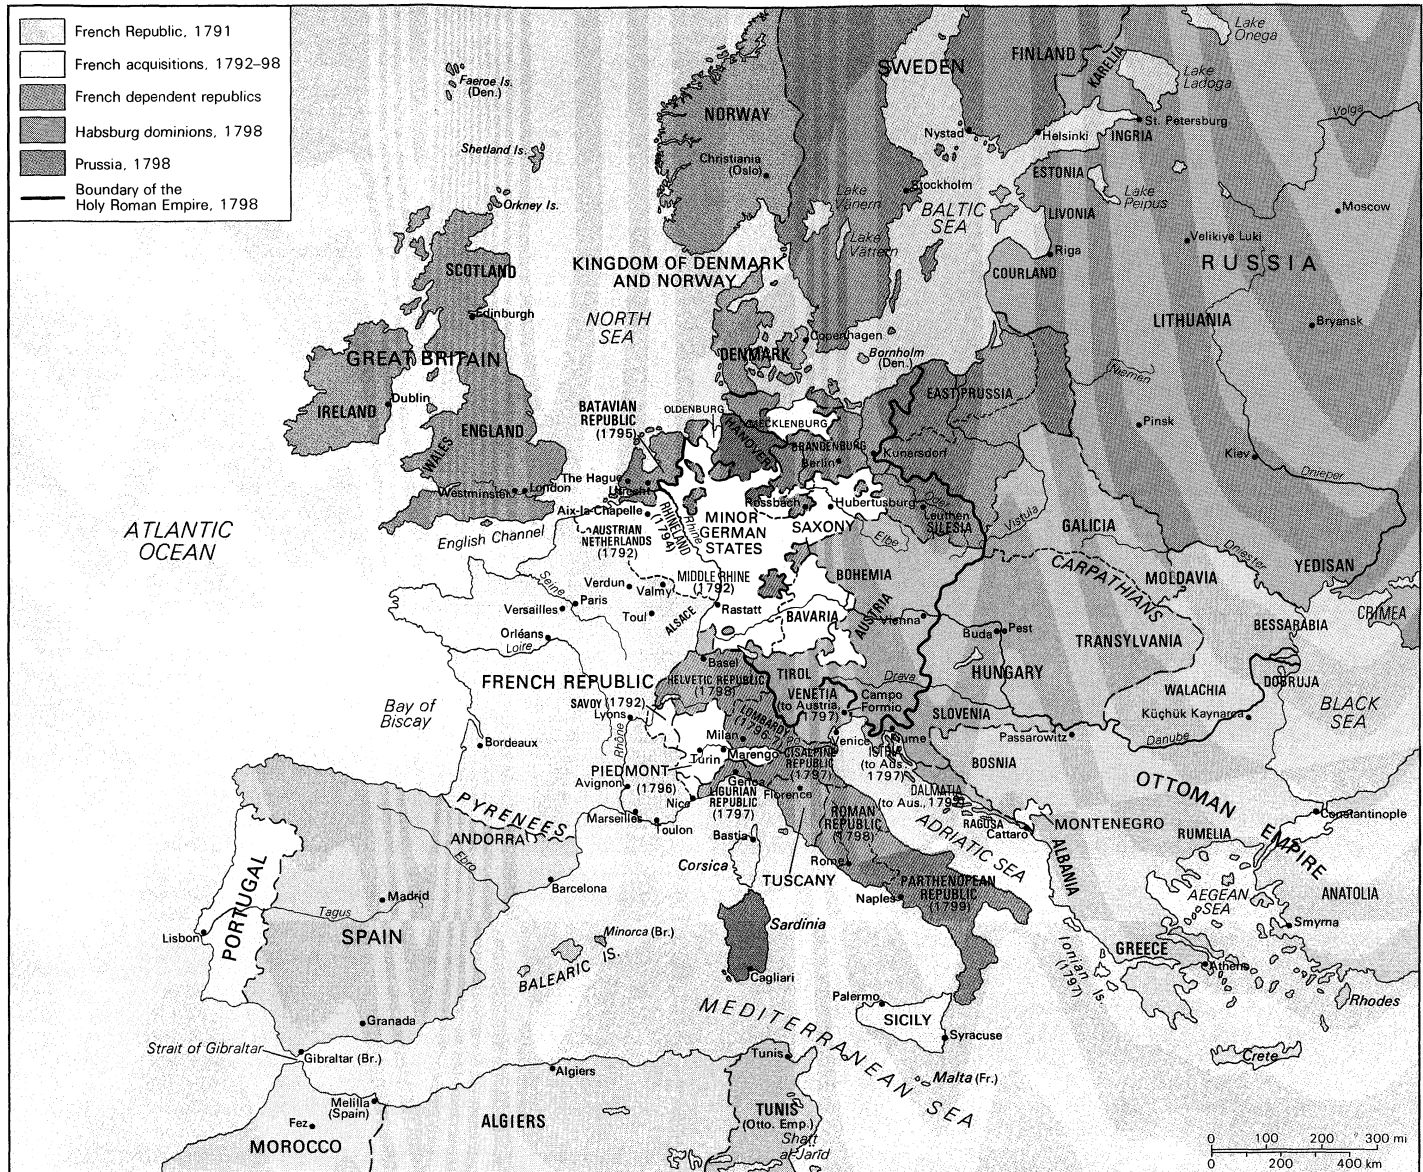 French Republic, 1791
French acquisitions, 1792–98
French dependent republics
Habsburg dominions, 1798
Prussia, 1798
Boundary of the
Holy Roman Empire, 1798
Faeroe Is.
(Den.)
Shetland Is.
Orkney Is.
NORWAY
Christiania
(Oslo)
SWEDEN
FINLAND
KARELIA
Lake
Onega
Lake
Ladoga
Volga
Nystad
Helsinki
St. Petersburg
INGRIA
Stockholm
Lake
Vänern
Lake
Vättern
BALTIC
SEA
ESTONIA
Lake
Peipus
LIVONIA
Riga
COURLAND
Moscow
Velikiye Luki
RUSSIA
SCOTLAND
Edinburgh
KINGDOM OF DENMARK
AND NORWAY
NORTH
SEA
LITHUANIA
Bryansk
GREAT BRITAIN
IRELAND
Dublin
ENGLAND
WALES
Westminster
London
DENMARK
Copenhagen
Bornholm
(Den.)
EAST PRUSSIA
Niemen
Pinsk
Kiev
Dnieper
BATAVIAN
REPUBLIC
(1795)
OLDENBURG
HANOVER
MECKLENBURG
BRANDENBURG
Berlin
Kunersdorf
The Hague
Utrecht
Aix-la-Chapelle
RHINELAND
(1794)
Rhine
MINOR
GERMAN
STATES
Rossbach
Hubertusburg
SAXONY
Oder
Leuthen
SILESIA
Elbe
Vistula
GALICIA
ATLANTIC
OCEAN
English Channel
AUSTRIAN
NETHERLANDS
(1792)
Dniester
YEDISAN
Seine
Verdun
Valmy
MIDDLE RHINE
(1792)
BOHEMIA
CARPATHIANS
MOLDAVIA
Versailles
Paris
Toul
ALSACE
Rastatt
BAVARIA
AUSTRIA
Vienna
Buda
Pest
TRANSYLVANIA
BESSARABIA
CRIMEA
Orléans
Loire
Basel
HELVETIC REPUBLIC
(1798)
TIROL
Drava
HUNGARY
FRENCH REPUBLIC
VENETIA
(to Austria,
1797)
Campo
Formio
WALACHIA
DOBRUJA
Bay of
Biscay
SAVOY (1792)
Lyons
LOMBARDY
SLOVENIA
Küçhük Kaynarca
BLACK
SEA
Bordeaux
Rhône
Milan
Turin
Marengo
Venice
Fiume
ISTRIA
(to Aus.,
1797)
Passarowitz
Danube
BOSNIA
PIEDMONT
(1796)
Avignon
CISALPINE
REPUBLIC
(1797)
Genoa
LIGURIAN
REPUBLIC
(1797)
Florence
Nice
DALMATIA
(to Aus., 1797)
OTTOMAN
EMPIRE
PYRENEES
ANDORRA
Marseilles
Toulon
Bastia
Corsica
ROMAN
REPUBLIC
1798
Rome
RAGUSA
Cattaro
MONTENEGRO
RUMELIA
Constantinople
ADRIATIC SEA
ALBANIA
PORTUGAL
Ebro
Madrid
Barcelona
TUSCANY
PARTHENOPEAN
REPUBLIC
(1799)
Naples
AEGEAN
SEA
ANATOLIA
Tagus
SPAIN
Lisbon
Minorca (Br.)
BALEARIC IS.
Sardinia
Cagliari
Ionian Is.
(1797)
GREECE
Athens
Smyrna
Rhodes
Granada
Strait of Gibraltar
Gibraltar (Br.)
MEDITERRANEAN SEA
Palermo
SICILY
Syracuse
Crete
Malta (Fr.)
Algiers
Tunis
Melilla
(Spain)
Fez
MOROCCO
ALGIERS
TUNIS
(Otto. Emp.)
Shatt
al-Jarīd
0 100 200 300 mi
0 200 400 km